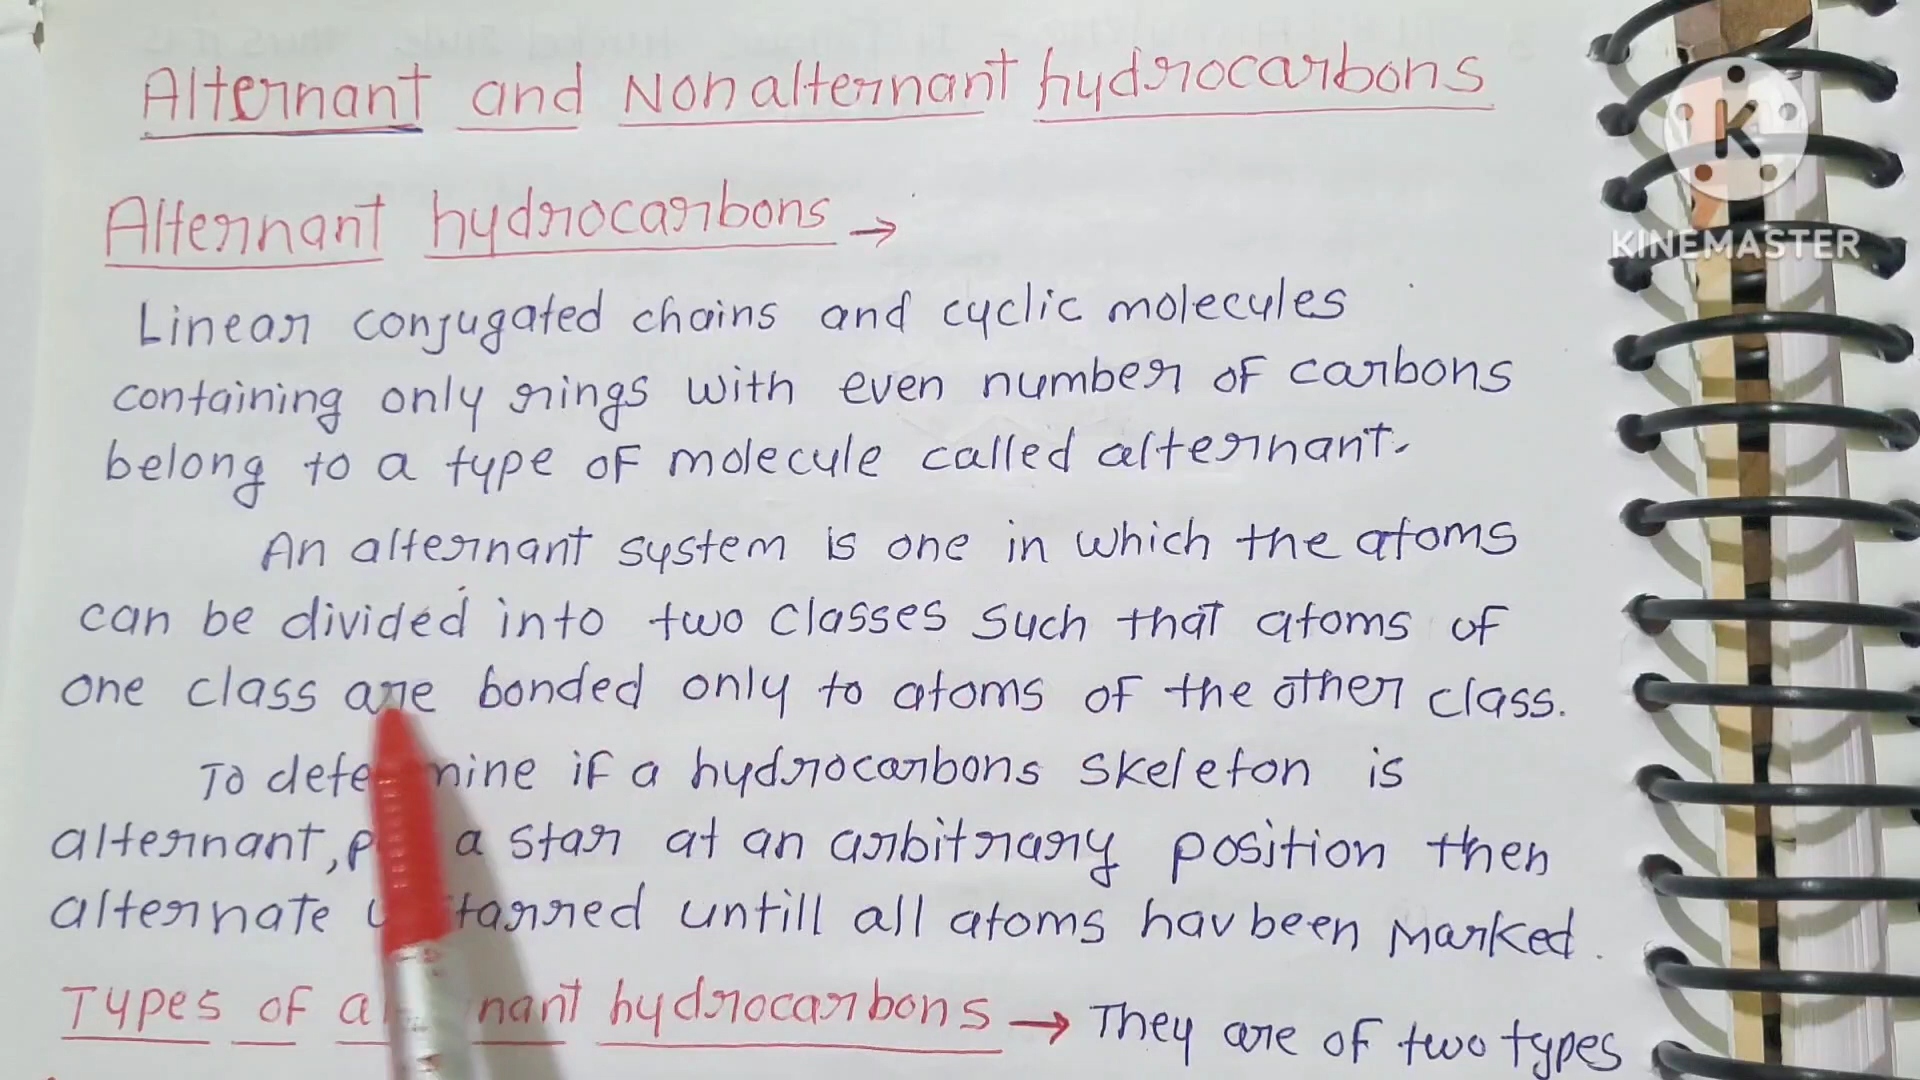 Alternant and Nonalternant hydrocarbons
Alternant hydrocarbons →
Linear conjugated chains and cyclic molecules
containing only rings with even number of carbons
belong to a type of molecule called alternant.
An alternant system is one in which the atoms
can be divided into two classes such that atoms of
one class are bonded only to atoms of the other class.
To dete mine if a hydrocarbons skeleton is
alternant, a star at an arbitrary position then
alternate untill all atoms hav been Marked.
Types of hydrocarbons → They are of two types
K
KINEMASTER